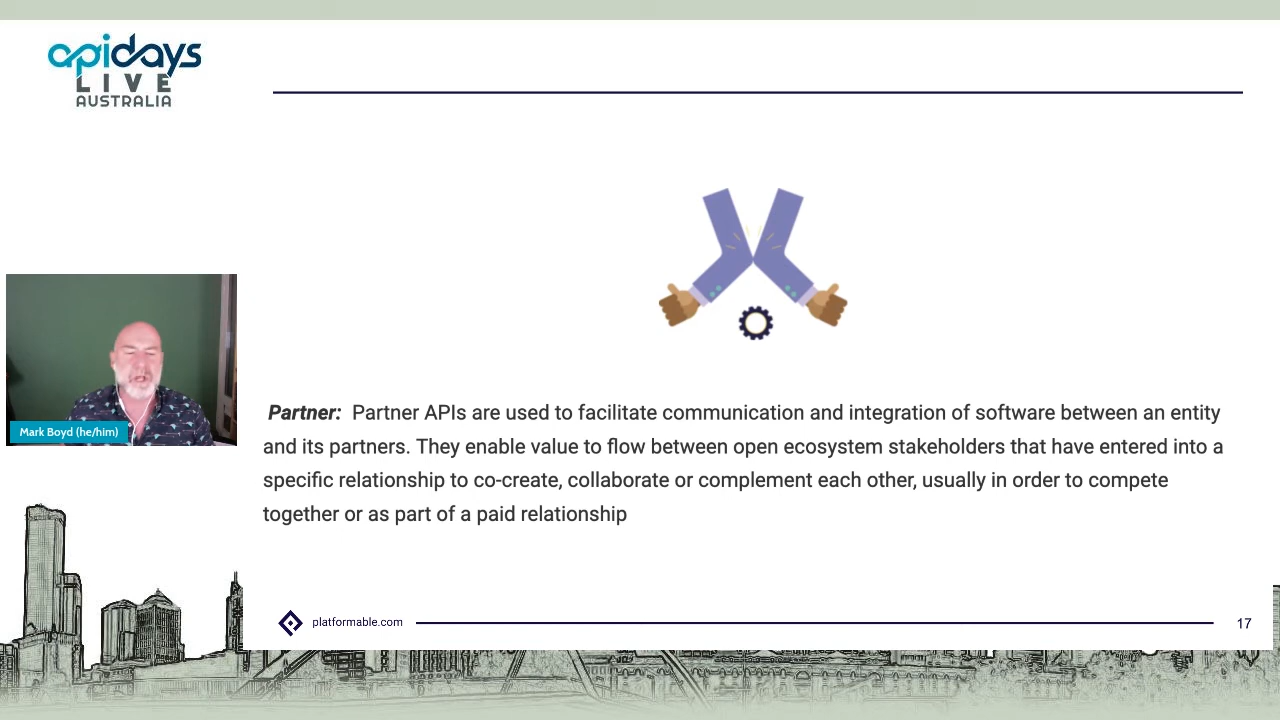 apidays
LIVE
AUSTRALIA
Mark Boyd (he/him)
Partner: Partner APIs are used to facilitate communication and integration of software between an entity
and its partners. They enable value to flow between open ecosystem stakeholders that have entered into a
specific relationship to co-create, collaborate or complement each other, usually in order to compete
together or as part of a paid relationship
platformable.com
17